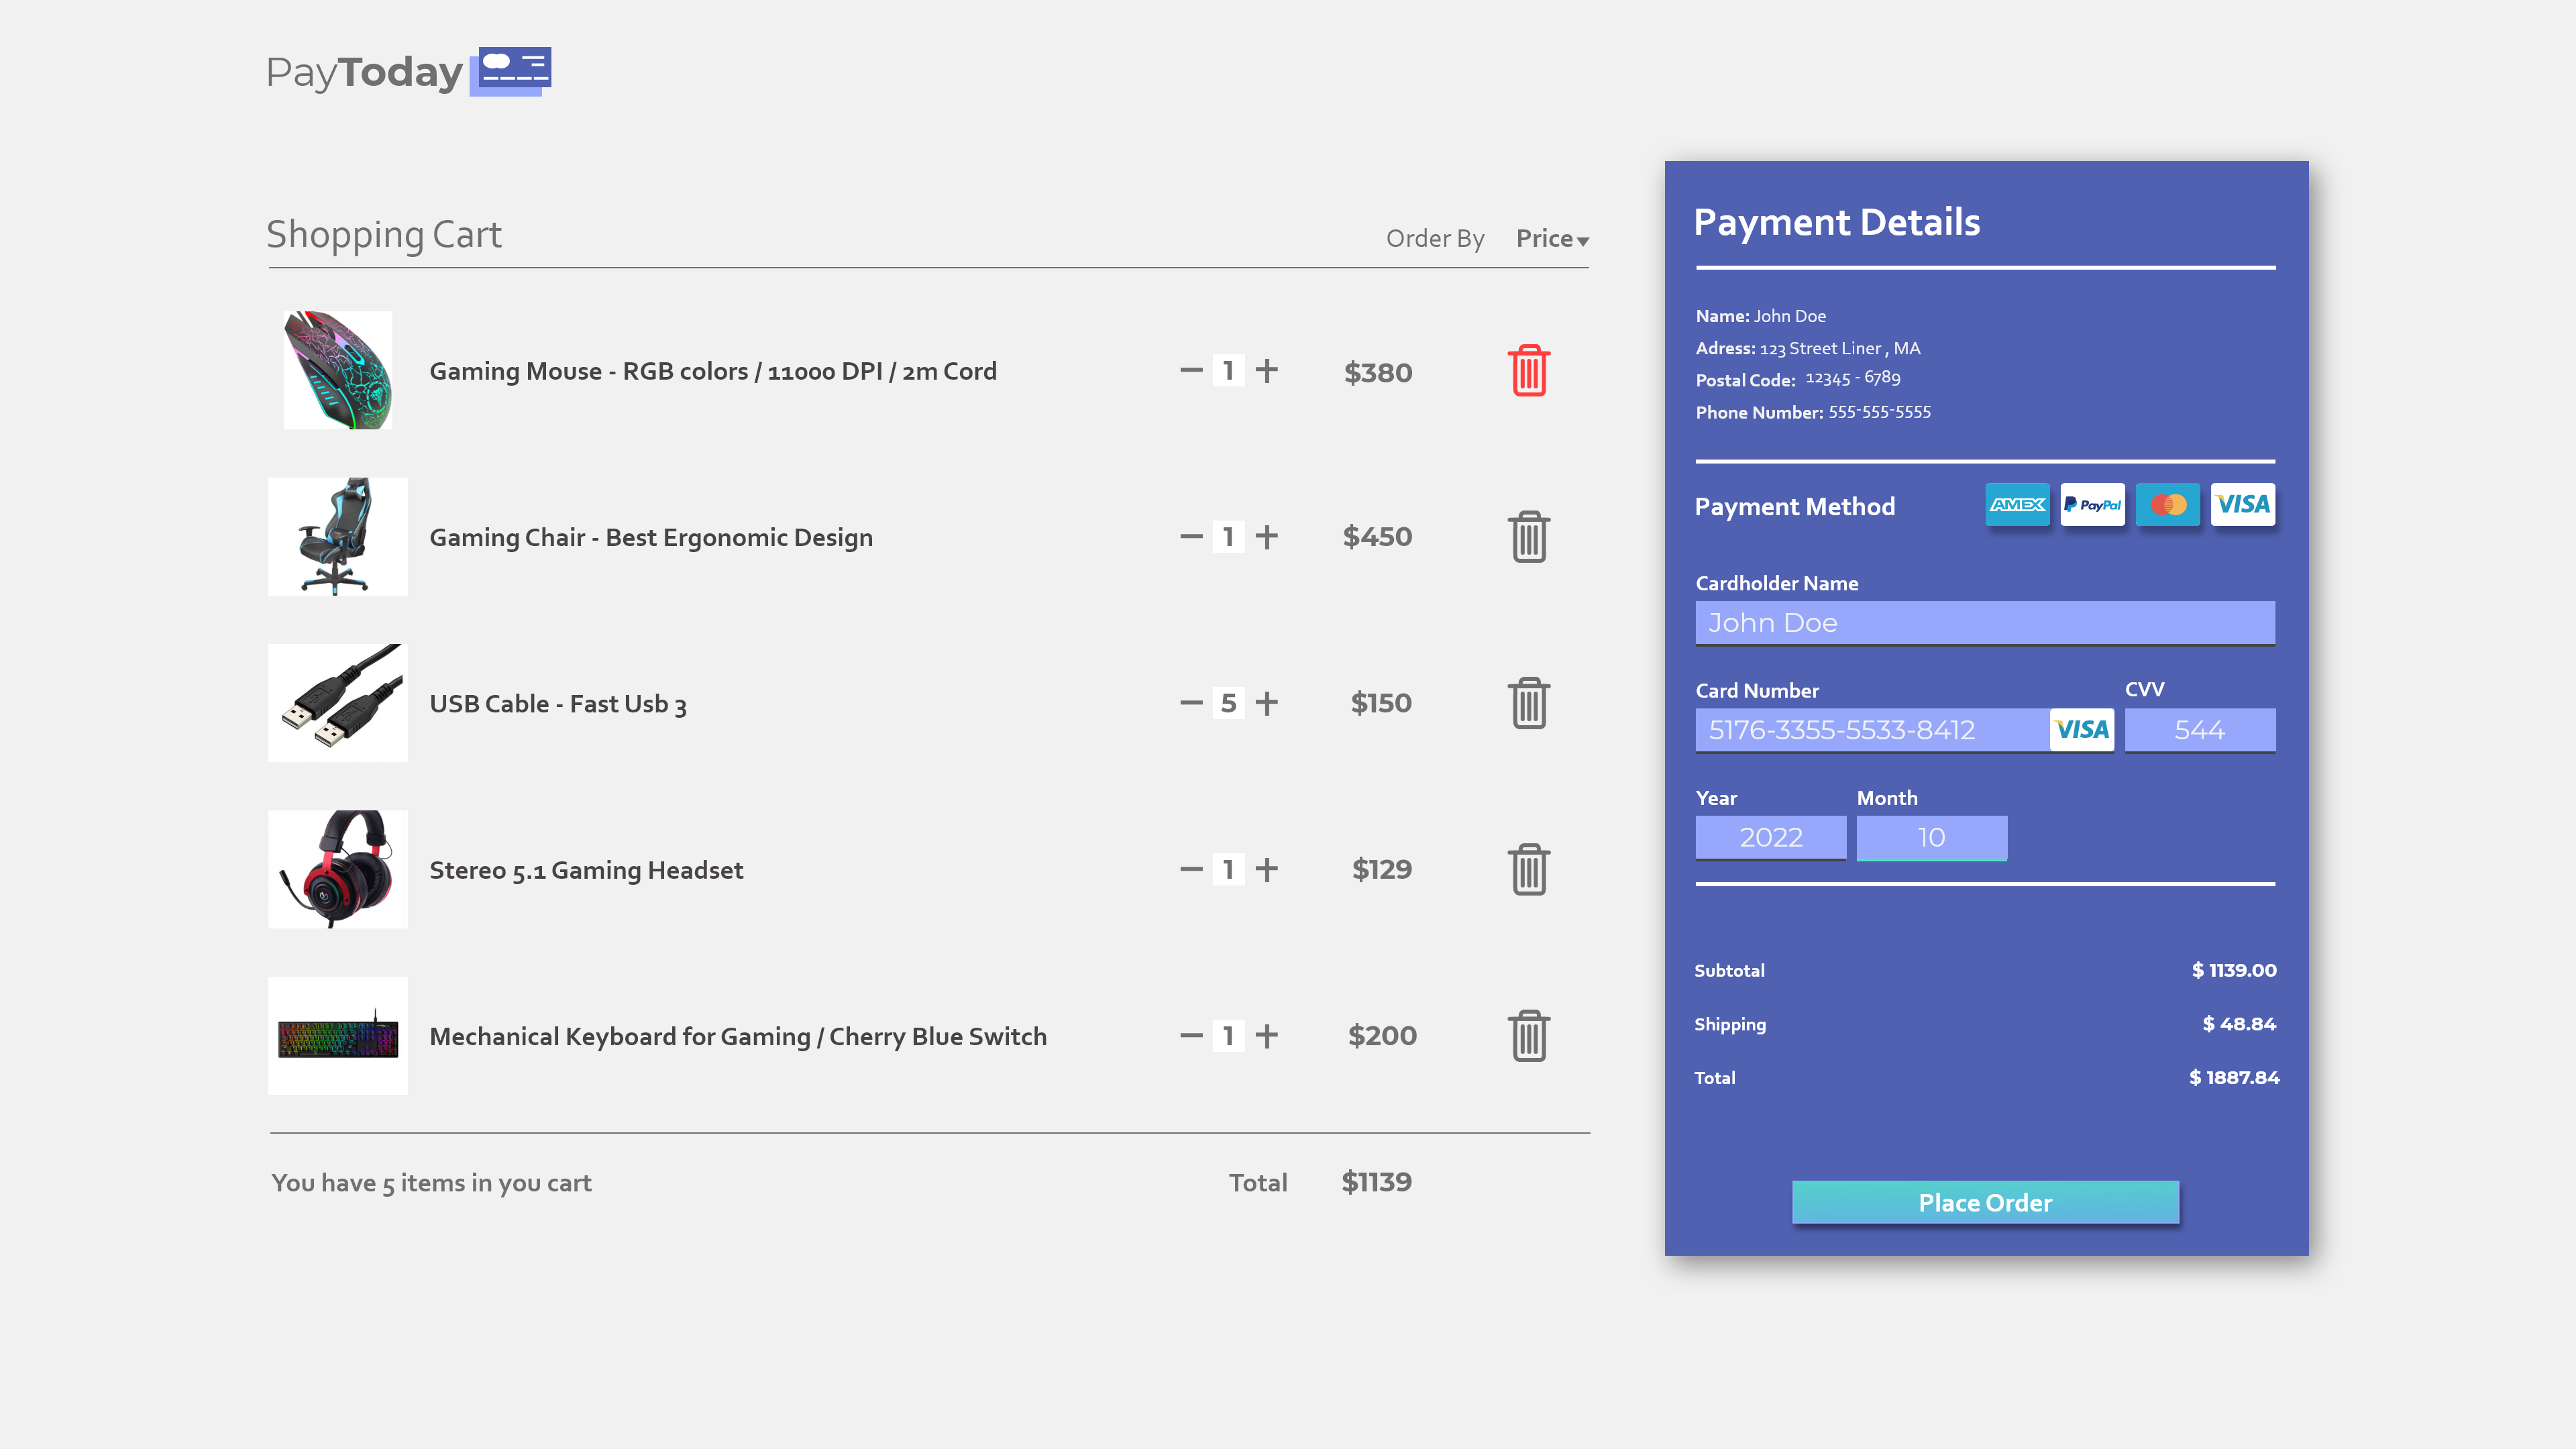 PayToday
Shopping Cart
Order By Price
Gaming Mouse - RGB colors / 11000 DPI / 2m Cord
1
$380
Gaming Chair - Best Ergonomic Design
1
$450
USB Cable - Fast Usb 3
5
$150
Stereo 5.1 Gaming Headset
1
$129
Mechanical Keyboard for Gaming / Cherry Blue Switch
1
$200
You have 5 items in you cart
Total $1139
Payment Details
Name: John Doe
Adress: 123 Street Liner , MA
Postal Code: 12345 - 6789
Phone Number: 555-555-5555
Payment Method
AMEX
PayPal
VISA
Cardholder Name
John Doe
Card Number
CVV
5176-3355-5533-8412
VISA
544
Year
Month
2022
10
Subtotal $ 1139.00
Shipping $ 48.84
Total $ 1887.84
Place Order